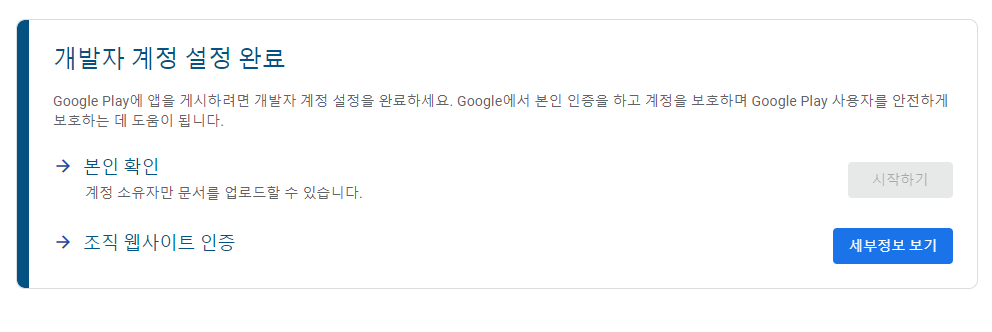 개발자 계정 설정 완료
Google Play에 앱을 게시하려면 개발자 계정 설정을 완료하세요. Google에서 본인 인증을 하고 계정을 보호하며 Google Play 사용자를 안전하게
보호하는 데 도움이 됩니다.
본인 확인
시작하기
계정 소유자만 문서를 업로드할 수 있습니다.
조직 웹사이트 인증
세부정보 보기